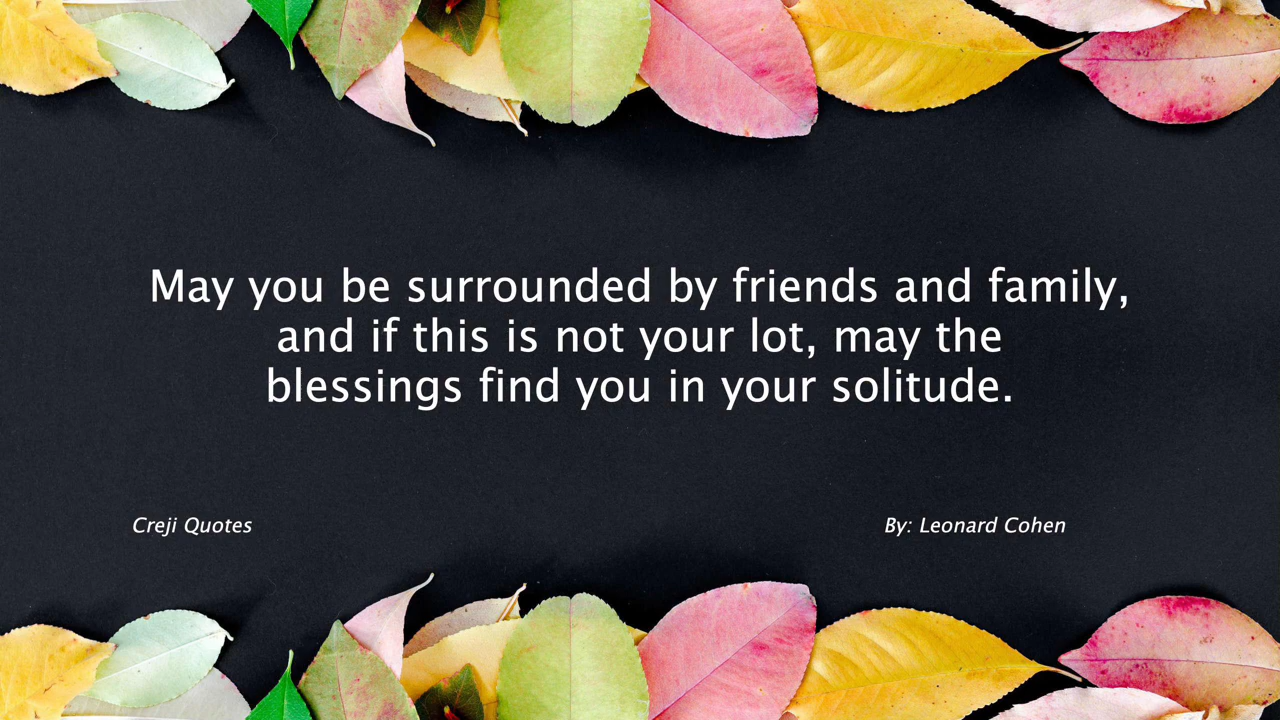 May you be surrounded by friends and family,
and if this is not your lot, may the
blessings find you in your solitude.
Creji Quotes
By: Leonard Cohen